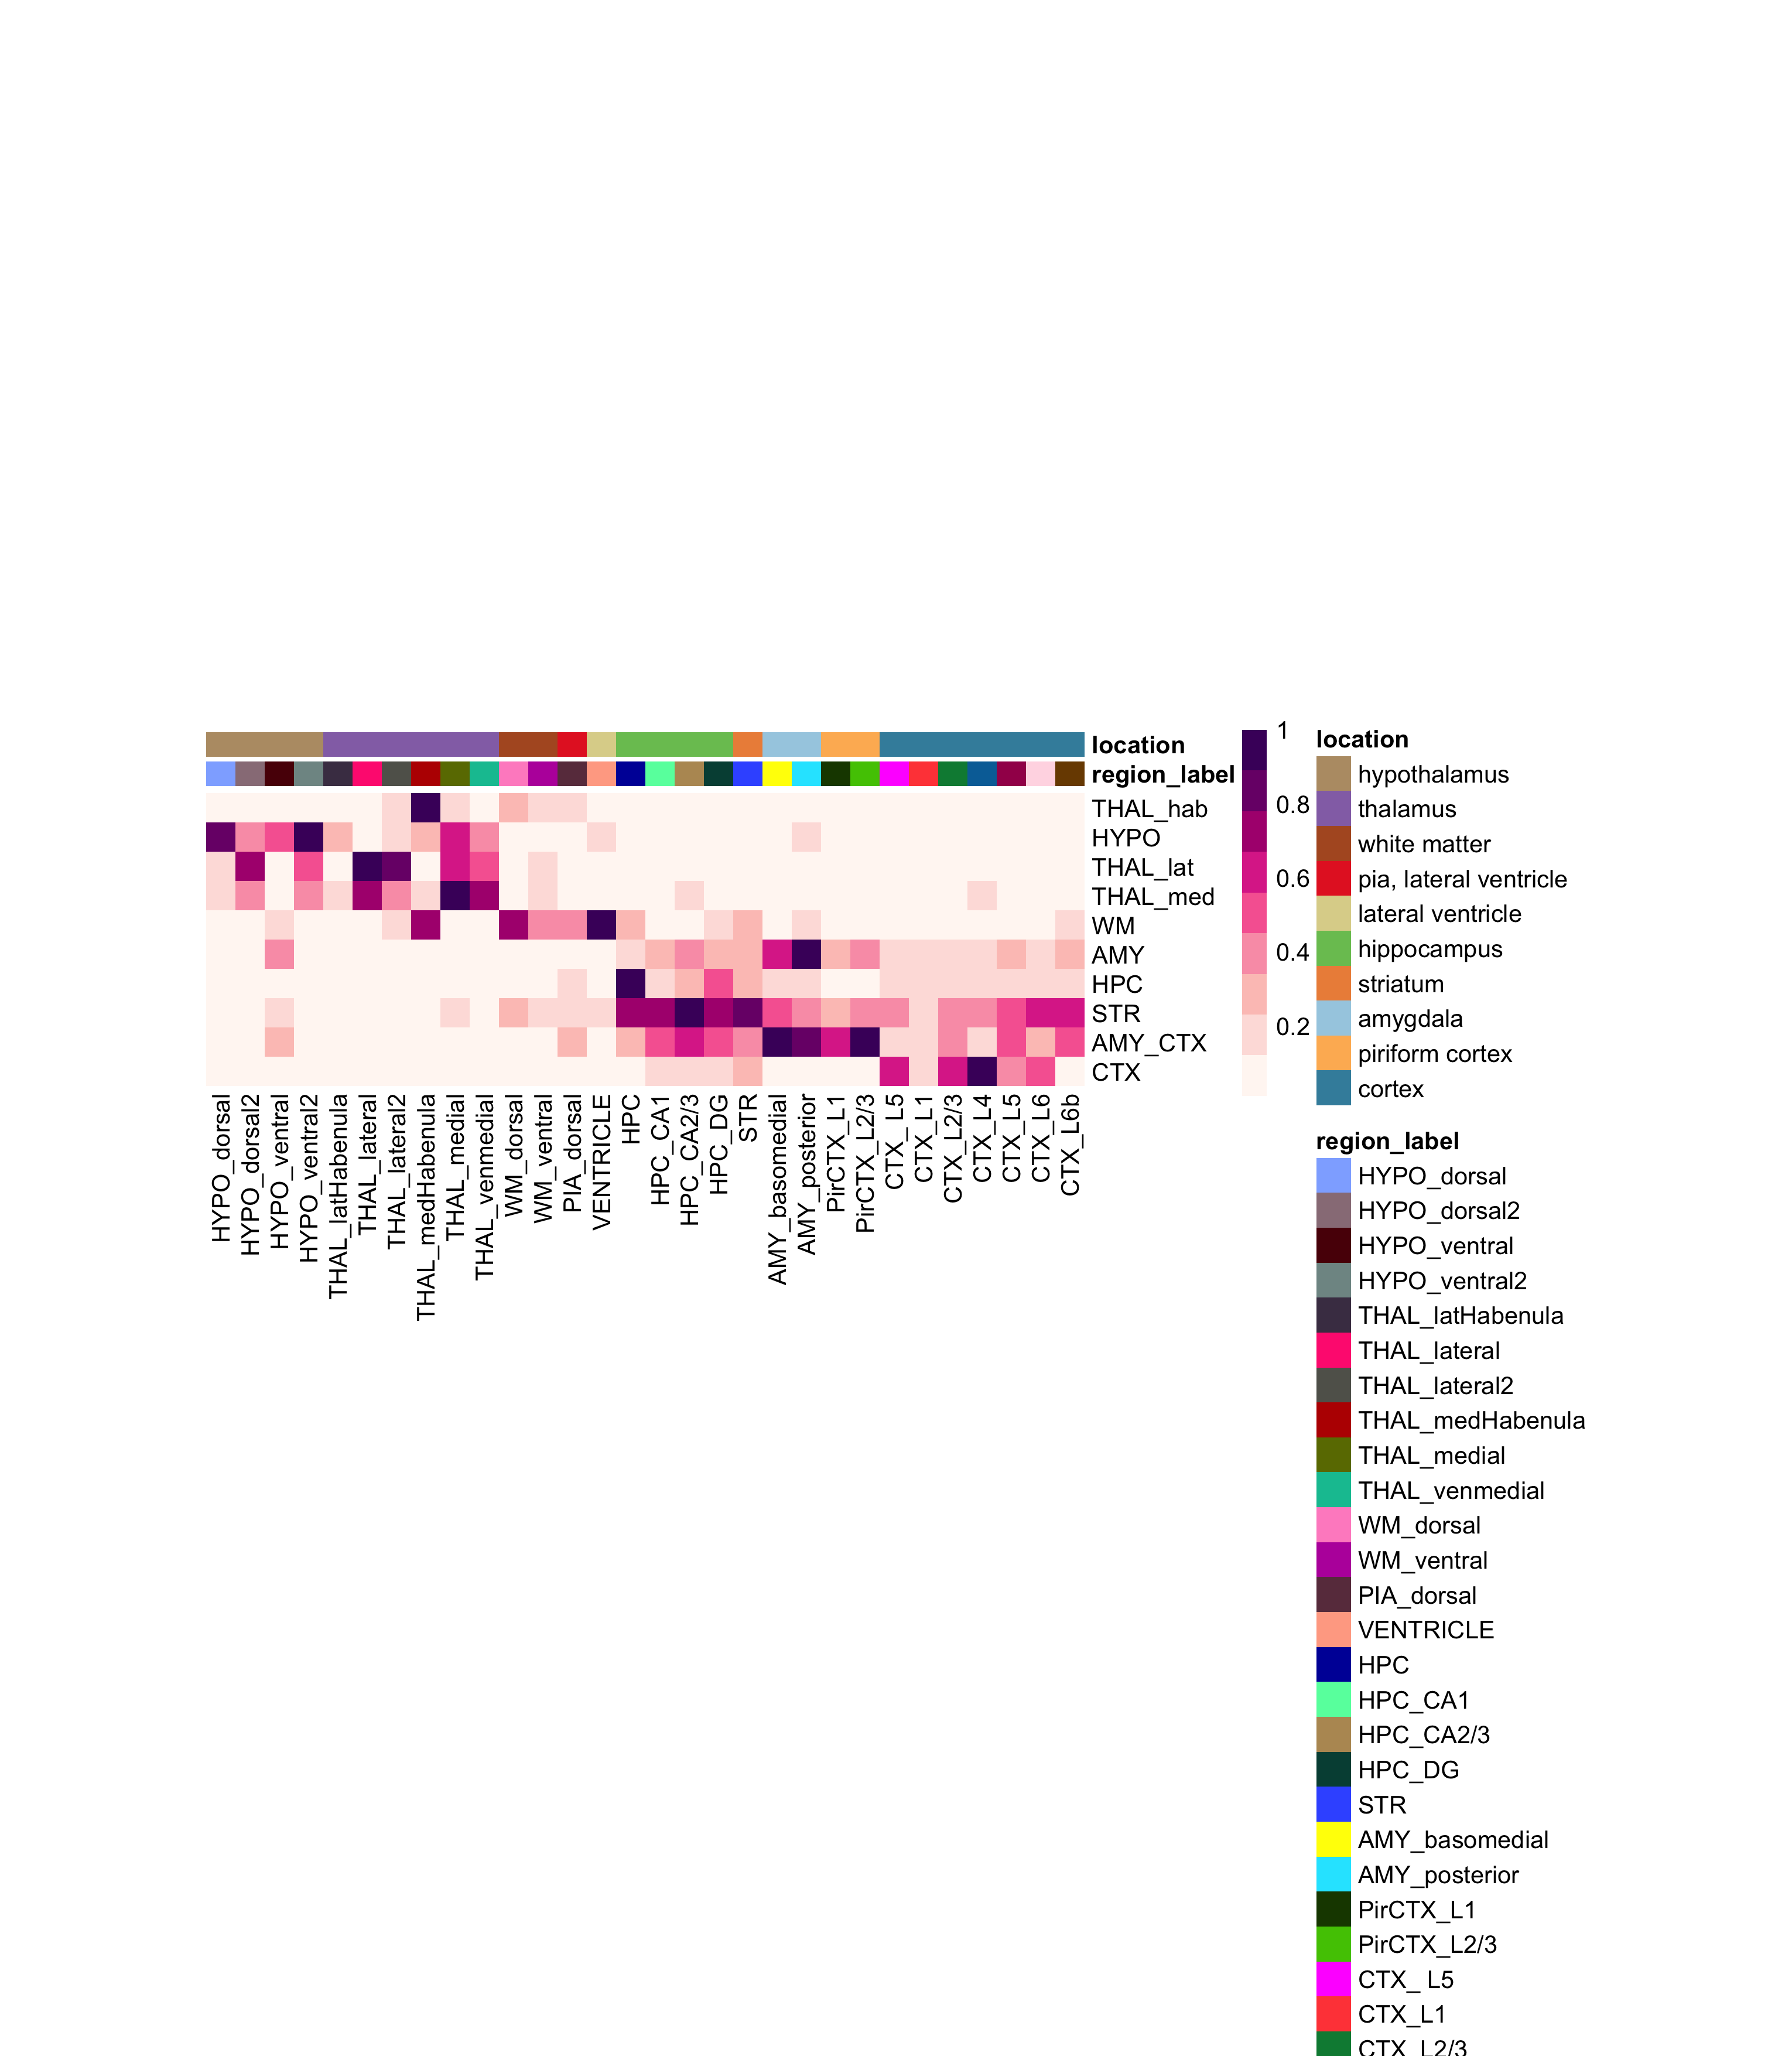 location
region_label
THAL_hab
HYPO
THAL_lat
THAL_med
WM
AMY
HPC
STR
AMY_CTX
CTX
HYPO_dorsal
HYPO_dorsal2
HYPO_ventral
HYPO_ventral2
THAL_latHabenula
THAL_lateral
THAL_lateral2
THAL_medHabenula
THAL_medial
THAL_venmedial
WM_dorsal
WM_ventral
PIA_dorsal
VENTRICLE
HPC
HPC_CA1
HPC_CA2/3
HPC_DG
STR
AMY_basomedial
AMY_posterior
PirCTX_L1
PirCTX_L2/3
CTX_ L5
CTX_L1
CTX_L2/3
CTX_L4
CTX_L5
CTX_L6
CTX_L6b
1
0.8
0.6
0.4
0.2
location
hypothalamus
thalamus
white matter
pia, lateral ventricle
lateral ventricle
hippocampus
striatum
amygdala
piriform cortex
cortex
region_label
HYPO_dorsal
HYPO_dorsal2
HYPO_ventral
HYPO_ventral2
THAL_latHabenula
THAL_lateral
THAL_lateral2
THAL_medHabenula
THAL_medial
THAL_venmedial
WM_dorsal
WM_ventral
PIA_dorsal
VENTRICLE
HPC
HPC_CA1
HPC_CA2/3
HPC_DG
STR
AMY_basomedial
AMY_posterior
PirCTX_L1
PirCTX_L2/3
CTX_ L5
CTX_L1
CTX_L2/3